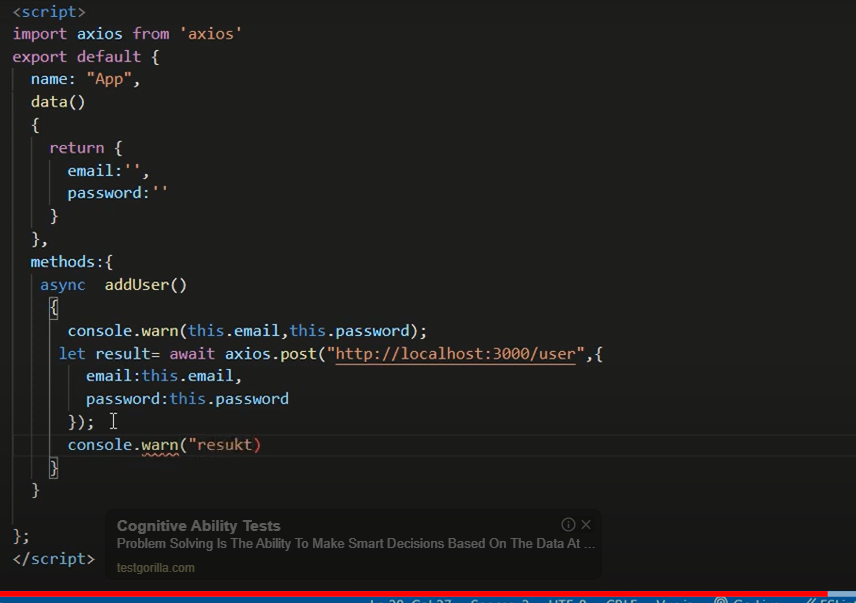 <script>
import axios from 'axios'
export default {
name: "App",
data()
{
return {
email:'',
password:''
}
},
methods:{
async addUser()
{
console.warn(this.email,this.password);
let result= await axios.post("http://localhost:3000/user",{
email:this.email,
password:this.password
});
console.warn("resukt)
}
}
};
</script>
Cognitive Ability Tests
Problem Solving Is The Ability To Make Smart Decisions Based On The Data At ...
testgorilla.com